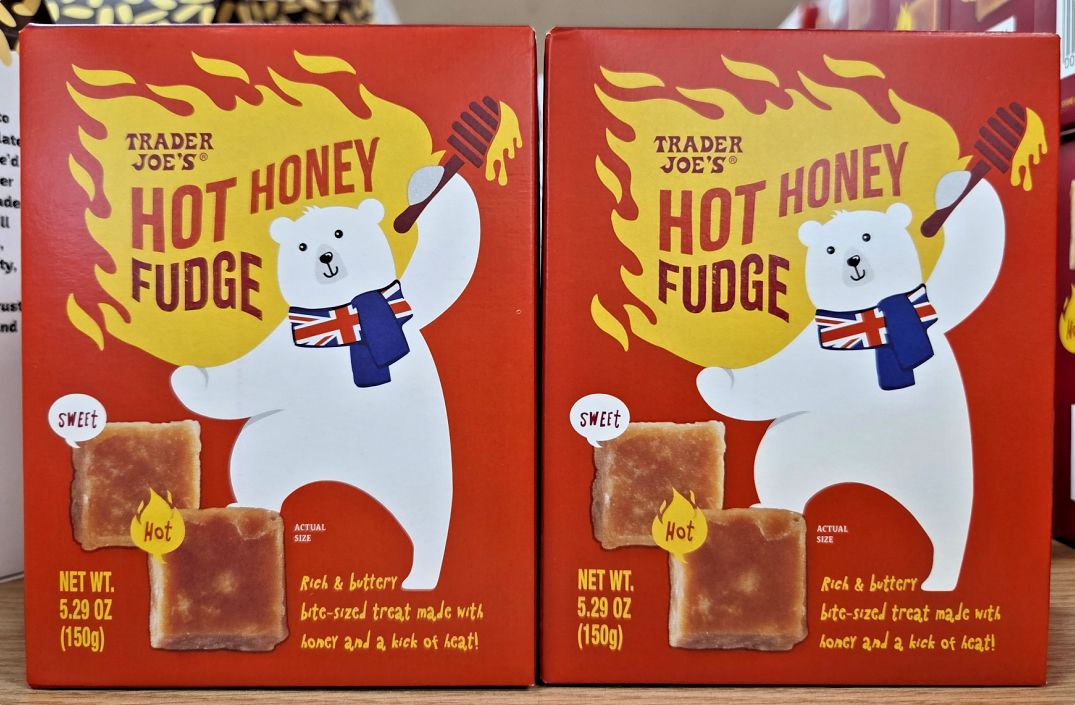 TRADER
JOE'S®
HOT HONEY
FUDGE
SWEET
Hot
ACTUAL
SIZE
NET WT.
5.29 OZ
(150g)
Rich & buttery
bite-sized treat made with
honey and a kick of heat!
TRADER
JOE'S®
HOT HONEY
FUDGE
SWEET
Hot
ACTUAL
SIZE
NET WT.
5.29 OZ
(150g)
Rich & buttery
bite-sized treat made with
honey and a kick of heat!